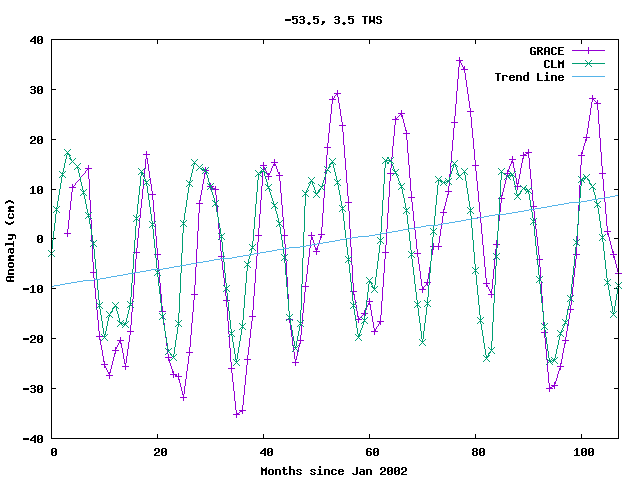 -53.5, 3.5 TWS
GRACE
CLM
Trend Line
40
30
20
10
0
-10
-20
-30
-40
Anomaly (cm)
0 20 40 60 80 100
Months since Jan 2002